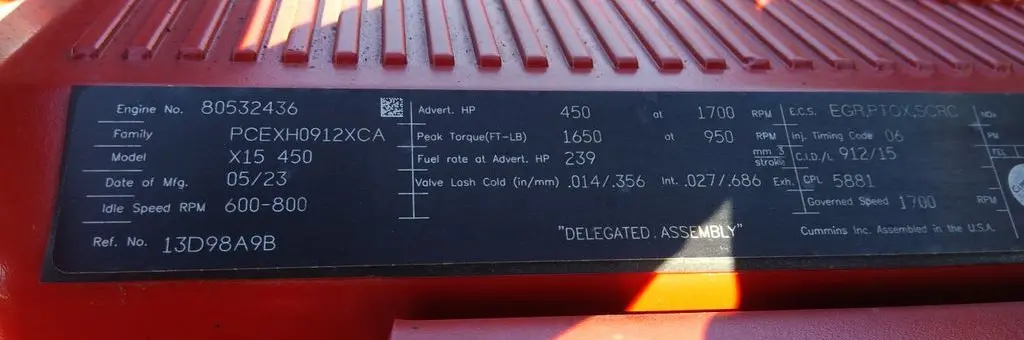 Engine No. 80532436
Family PCEXH0912XCA
Model X15 450
Date of Mfg. 05/23
Idle Speed RPM 600-800
Ref. No. 13D98A9B
Advert. HP 450 at 1700 RPM
Peak Torque(FT-LB) 1650 at 950 RPM
Fuel rate at Advert. HP 239 mm 3 stroke
Valve Lash Cold (in/mm) .014/.356 Int. .027/.686 Exh.
"DELEGATED.ASSEMBLY"
E.C.S. EGR,PTOX,SCRC
Inj. Timing Code 06
C.I.D./L 912/15
CPL 5881
Governed Speed 1700 RPM
Cummins Inc. Assembled in the U.S.A.
NOx
PM
FEL